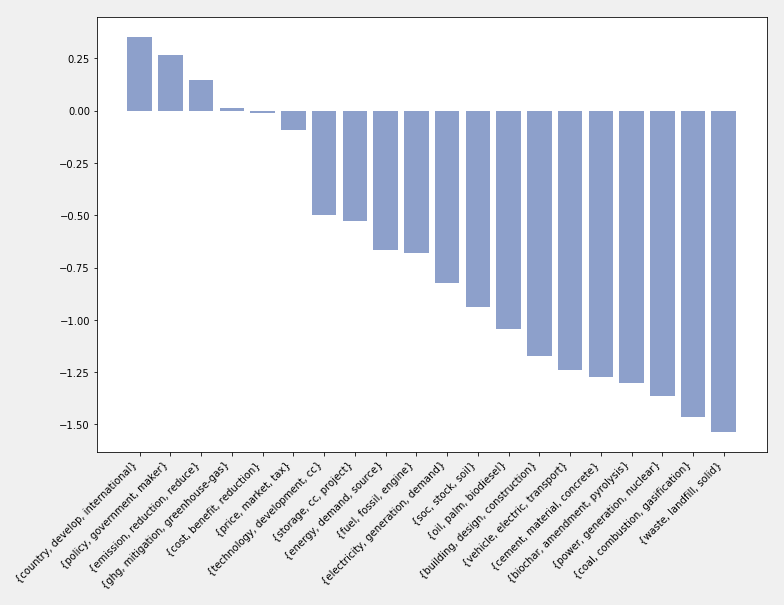 0.25
0.00
−0.25
−0.50
−0.75
−1.00
−1.25
−1.50
{country, develop, international}
{policy, government, maker}
{emission, reduction, reduce}
{ghg, mitigation, greenhouse-gas}
{cost, benefit, reduction}
{price, market, tax}
{technology, development, cc}
{storage, cc, project}
{energy, demand, source}
{fuel, fossil, engine}
{electricity, generation, demand}
{soc, stock, soil}
{oil, palm, biodiesel}
{building, design, construction}
{vehicle, electric, transport}
{cement, material, concrete}
{biochar, amendment, pyrolysis}
{power, generation, nuclear}
{coal, combustion, gasification}
{waste, landfill, solid}